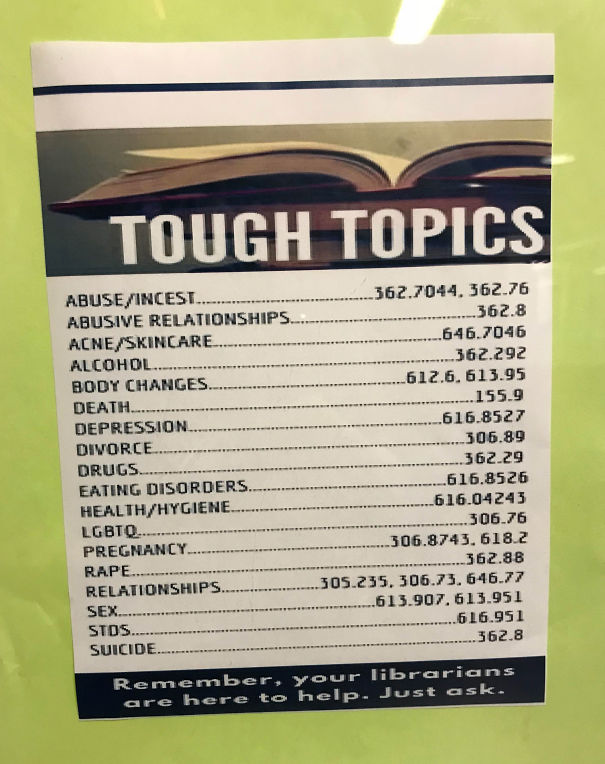 TOUGH TOPICS
ABUSE/INCEST........................362.7044, 362.76
ABUSIVE RELATIONSHIPS........................362.8
ACNE/SKINCARE........................646.7046
ALCOHOL........................362.292
BODY CHANGES........................612.6, 613.95
DEATH........................155.9
DEPRESSION........................616.8527
DIVORCE........................306.89
DRUGS........................362.29
EATING DISORDERS........................616.8526
HEALTH/HYGIENE........................616.04243
LGBTQ........................306.76
PREGNANCY........................306.8743, 618.2
RAPE........................362.88
RELATIONSHIPS........................305.235, 306.73, 646.77
SEX........................613.907, 613.951
STDS........................616.951
SUICIDE........................362.8
Remember, your librarians
are here to help. Just ask.